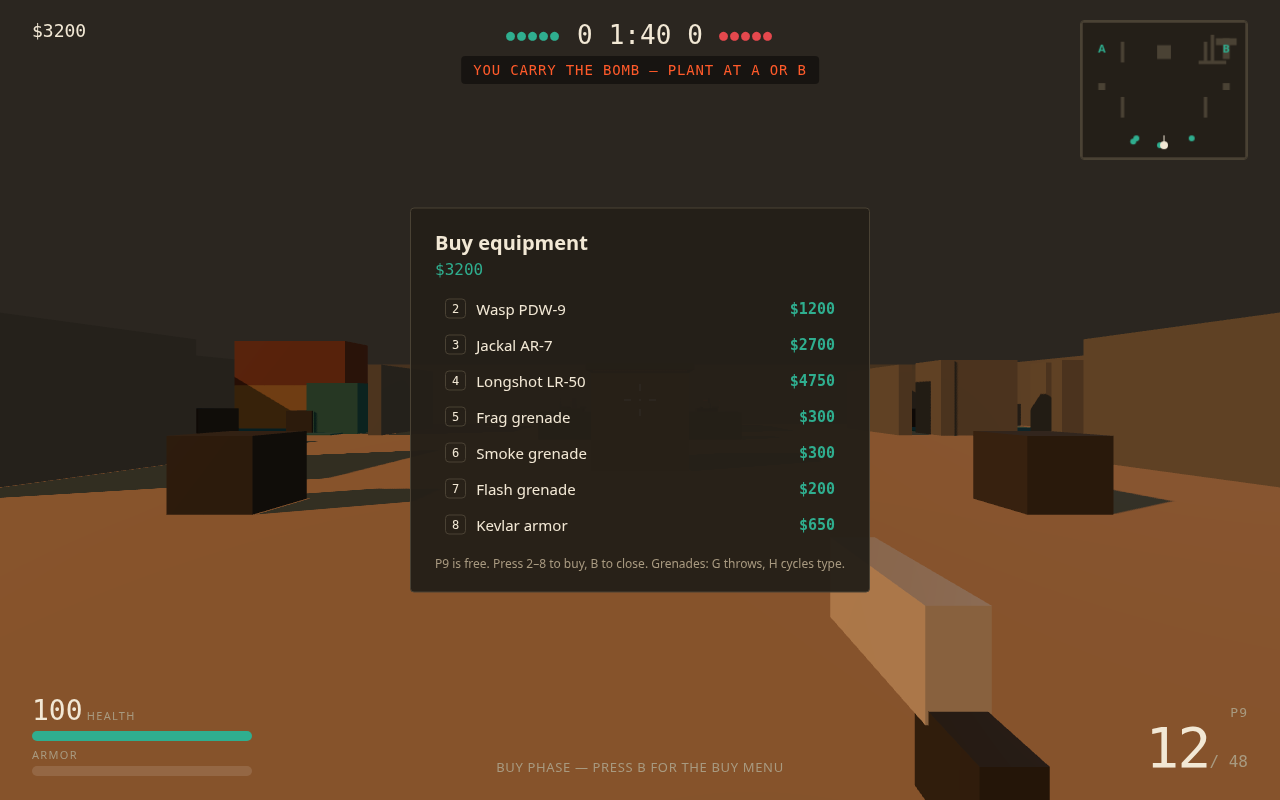 $3200
0 1:40 0
YOU CARRY THE BOMB — PLANT AT A OR B
A B
Buy equipment
$3200
2 Wasp PDW-9 $1200
3 Jackal AR-7 $2700
4 Longshot LR-50 $4750
5 Frag grenade $300
6 Smoke grenade $300
7 Flash grenade $200
8 Kevlar armor $650
P9 is free. Press 2–8 to buy, B to close. Grenades: G throws, H cycles type.
100 HEALTH
ARMOR
BUY PHASE — PRESS B FOR THE BUY MENU
P9
12 / 48